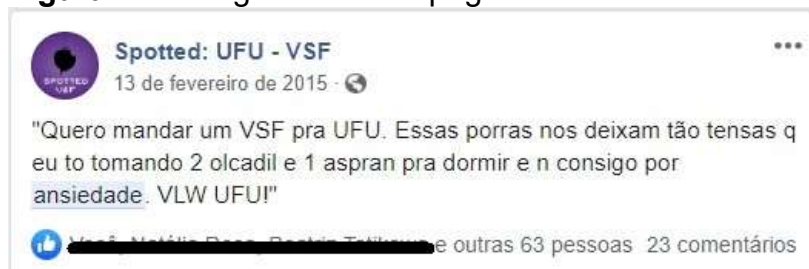 Spotted: UFU - VSF
SPOTTED
VSF
13 de fevereiro de 2015 ·
"Quero mandar um VSF pra UFU. Essas porras nos deixam tão tensas q
eu to tomando 2 olcadil e 1 aspran pra dormir e n consigo por
ansiedade. VLW UFU!"
e outras 63 pessoas 23 comentários